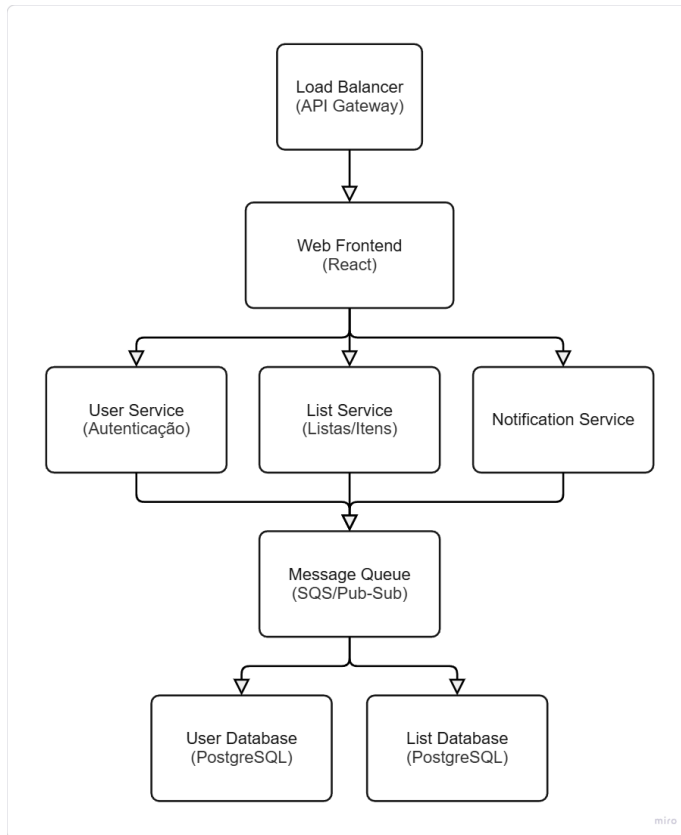 Load Balancer
(API Gateway)
Web Frontend
(React)
User Service
(Autenticação)
List Service
(Listas/Itens)
Notification Service
Message Queue
(SQS/Pub-Sub)
User Database
(PostgreSQL)
List Database
(PostgreSQL)
miro